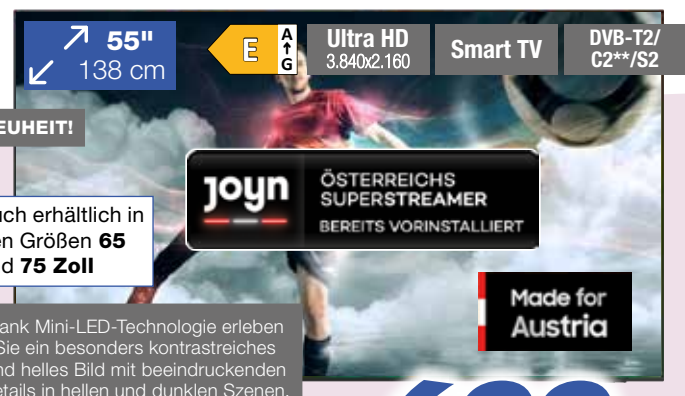 55"
138 cm
E
A
G
Ultra HD
3.840x2.160
Smart TV
DVB-T2/
C2**/S2
EUHEIT!
joyn
ÖSTERREICHS
SUPERSTREAMER
BEREITS VORINSTALLIERT
uch erhältlich in
en Größen 65
d 75 Zoll
Made for
Austria
ank Mini-LED-Technologie erleben
Sie ein besonders kontrastreiches
nd helles Bild mit beeindruckenden
etails in hellen und dunklen Szenen.